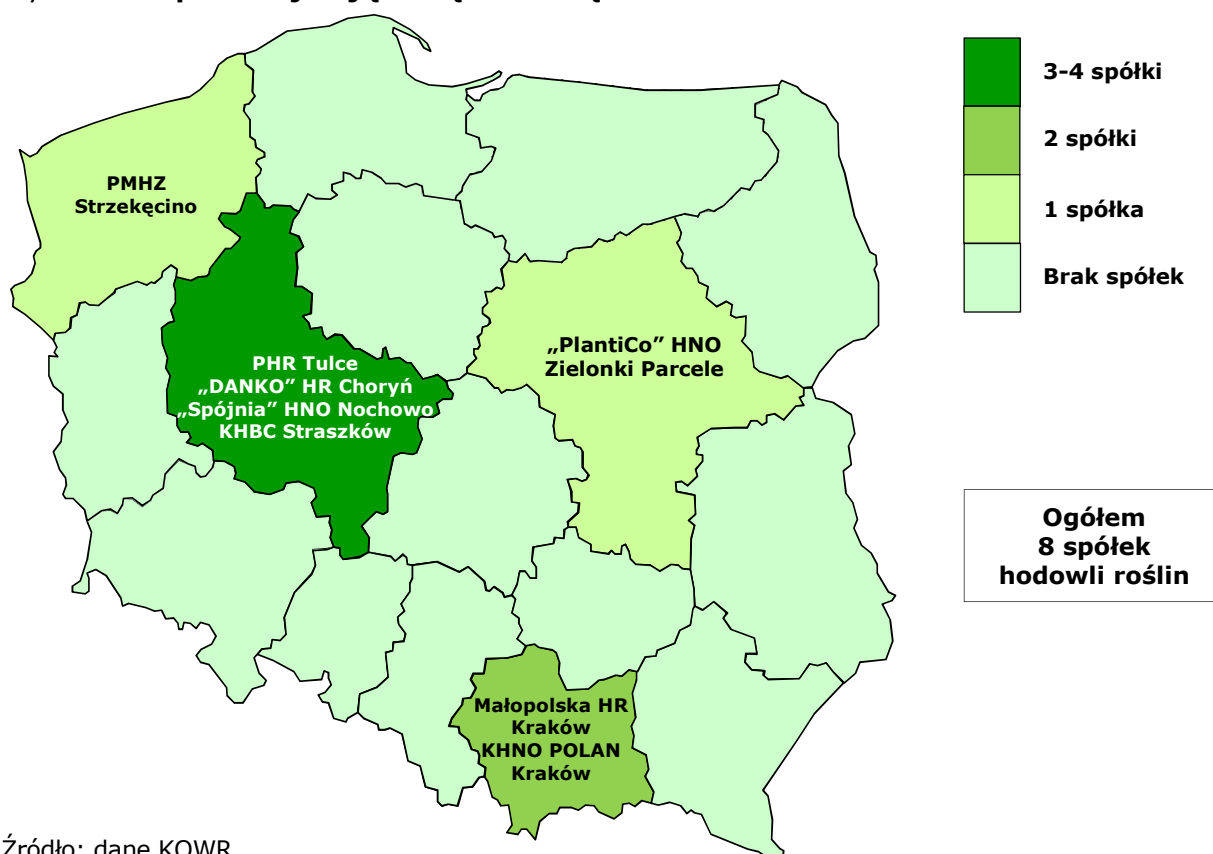 3-4 spółki
2 spółki
1 spółka
Brak spółek
PMHZ
Strzekęcino
„PlantiCo” HNO
Zielonki Parcele
PHR Tulce
„DANKO” HR Choryń
„Spójnia” HNO Nochowo
KHBC Straszków
Ogółem
8 spółek
hodowli roślin
Małopolska HR
Kraków
KHNO POLAN
Kraków
Źródło: dane KOWR